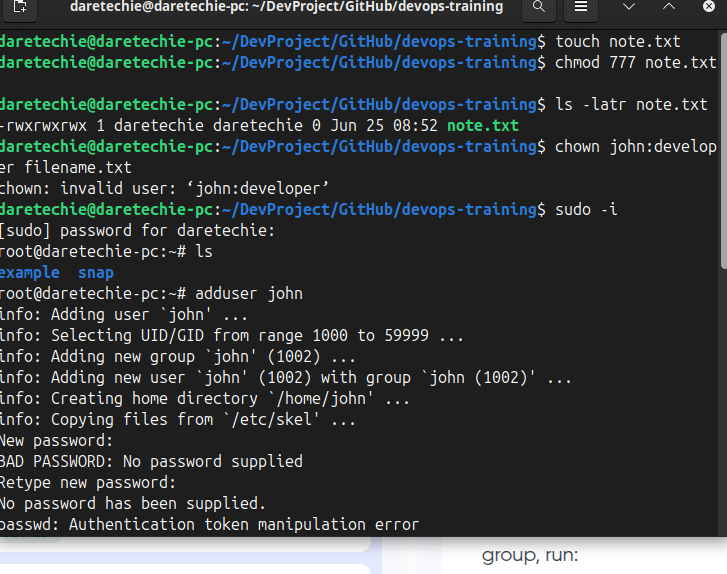 daretechie@daretechie-pc: ~/DevProject/GitHub/devops-training
daretechie@daretechie-pc:~/DevProject/GitHub/devops-training$ touch note.txt
daretechie@daretechie-pc:~/DevProject/GitHub/devops-training$ chmod 777 note.txt
daretechie@daretechie-pc:~/DevProject/GitHub/devops-training$ ls -latr note.txt
-rwxrwxrwx 1 daretechie daretechie 0 Jun 25 08:52 note.txt
daretechie@daretechie-pc:~/DevProject/GitHub/devops-training$ chown john:develop
er filename.txt
chown: invalid user: ‘john:developer’
daretechie@daretechie-pc:~/DevProject/GitHub/devops-training$ sudo -i
[sudo] password for daretechie:
root@daretechie-pc:~# ls
example  snap
root@daretechie-pc:~# adduser john
info: Adding user `john' ...
info: Selecting UID/GID from range 1000 to 59999 ...
info: Adding new group `john' (1002) ...
info: Adding new user `john' (1002) with group `john (1002)' ...
info: Creating home directory `/home/john' ...
info: Copying files from `/etc/skel' ...
New password:
BAD PASSWORD: No password supplied
Retype new password:
No password has been supplied.
passwd: Authentication token manipulation error
group, run: